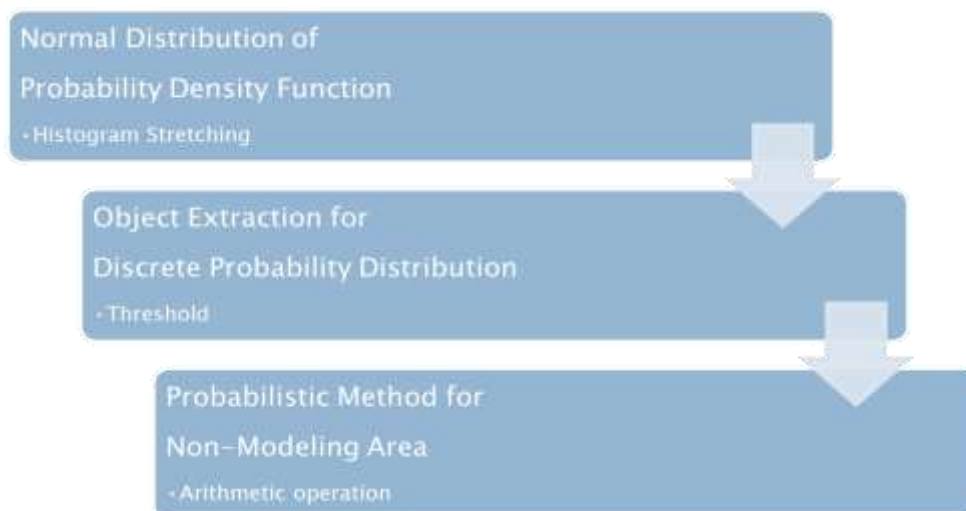 Normal Distribution of
Probability Density Function
•Histogram Stretching
Object Extraction for
Discrete Probability Distribution
•Threshold
Probabilistic Method for
Non-Modeling Area
•Arithmetic operation